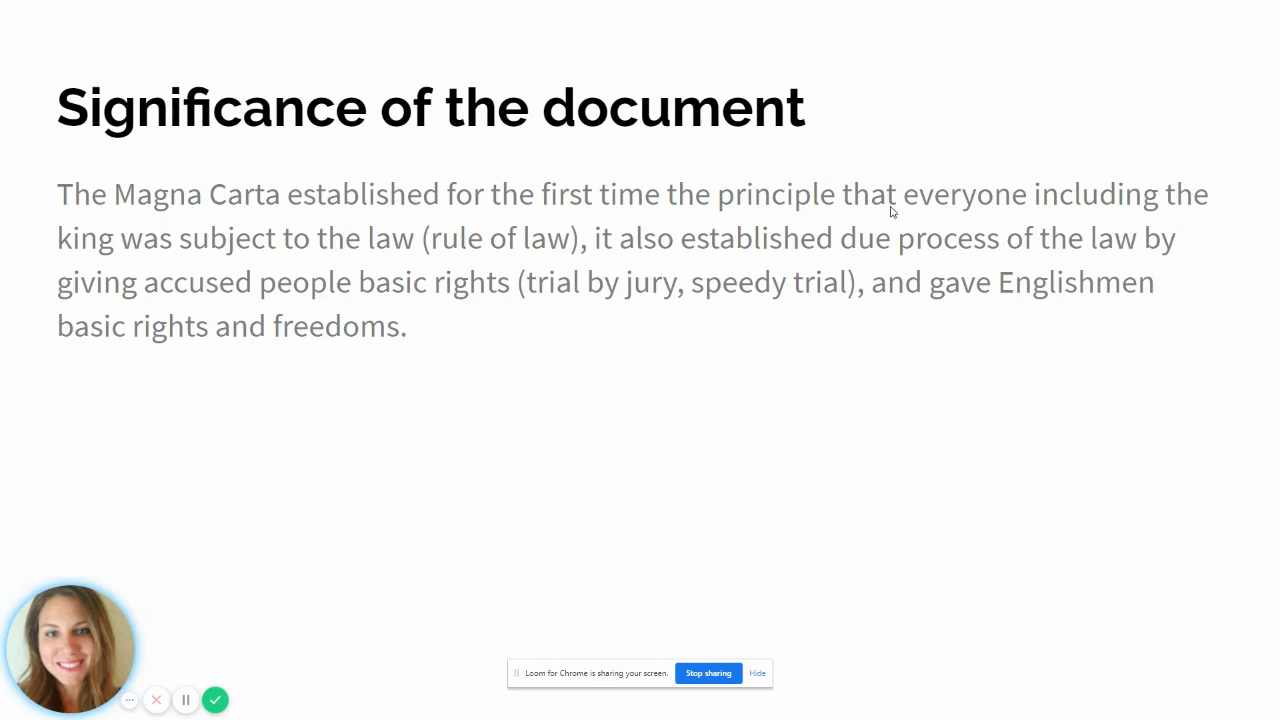 Significance of the document
The Magna Carta established for the first time the principle that everyone including the
king was subject to the law (rule of law), it also established due process of the law by
giving accused people basic rights (trial by jury, speedy trial), and gave Englishmen
basic rights and freedoms.
Loom for Chrome is sharing your screen. Stop sharing Hide